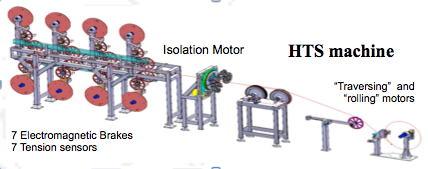 Isolation Motor
HTS machine
"Traversing" and
"rolling" motors
7 Electromagnetic Brakes
7 Tension sensors